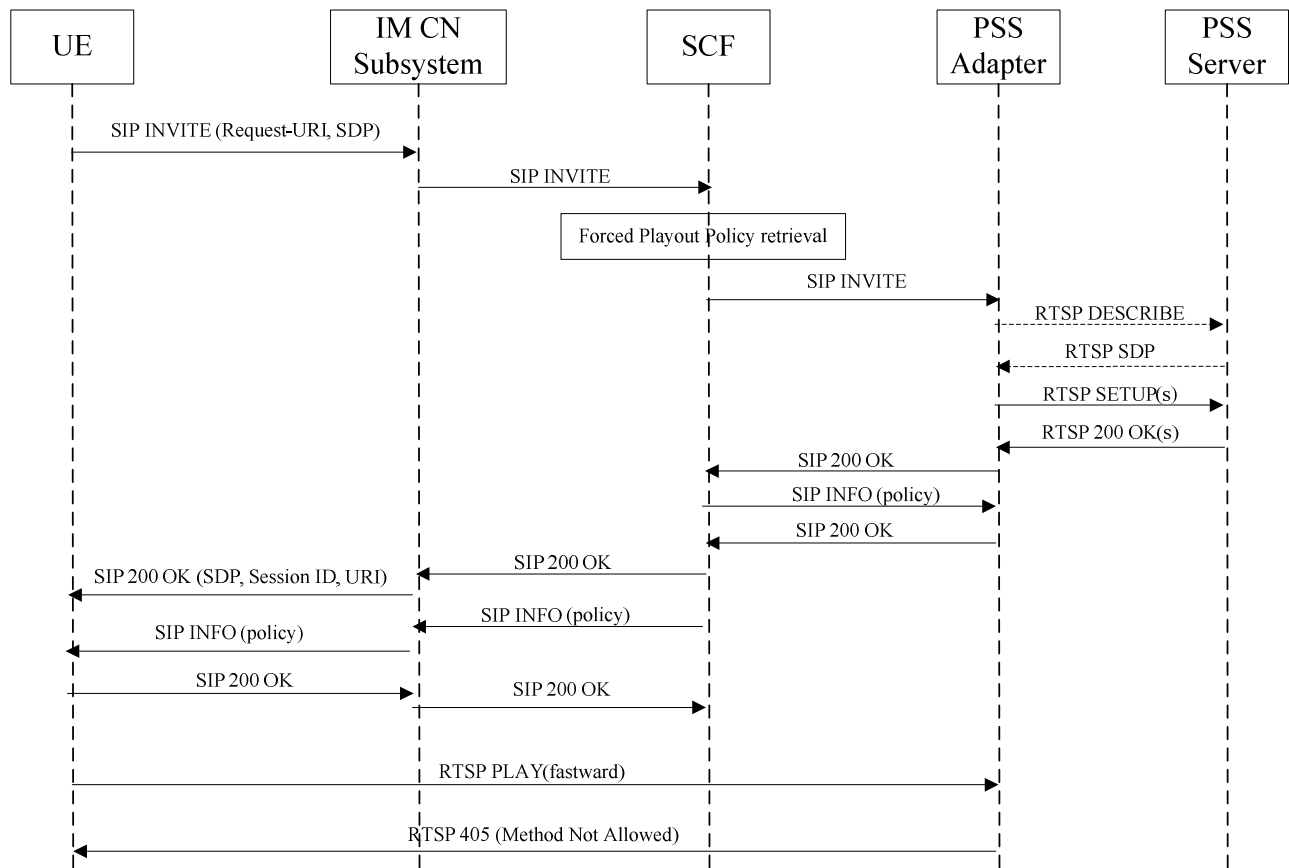 UE
IM CN
Subsystem
SCF
PSS
Adapter
PSS
Server
SIP INVITE (Request-URI, SDP)
SIP INVITE
Forced Playout Policy retrieval
SIP INVITE
RTSP DESCRIBE
RTSP SDP
RTSP SETUP(s)
RTSP 200 OK(s)
SIP 200 OK
SIP INFO (policy)
SIP 200 OK
SIP 200 OK
SIP 200 OK (SDP, Session ID, URI)
SIP INFO (policy)
SIP INFO (policy)
SIP 200 OK
SIP 200 OK
RTSP PLAY(fastward)
RTSP 405 (Method Not Allowed)